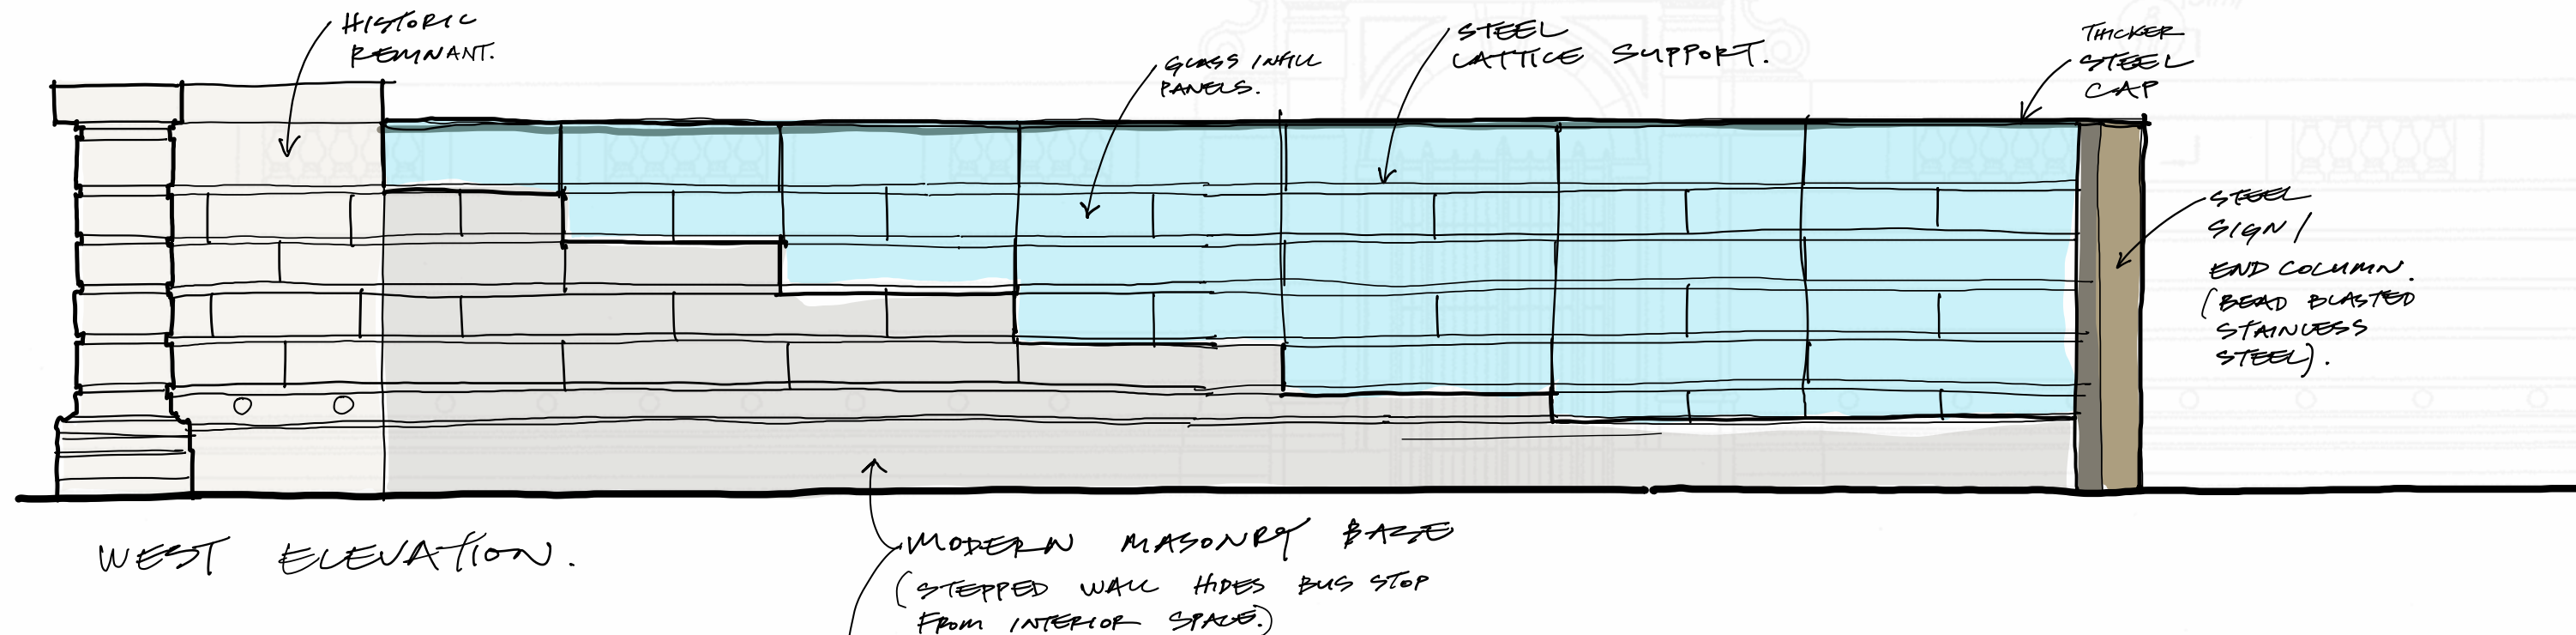 HISTORIC
REMNANT.
GLASS INFILL
PANELS.
STEEL
LATTICE SUPPORT.
THICKER
STEEL
CAP
STEEL
SIGN/
END COLUMN.
(BEAD BLASTED
STAINLESS
STEEL).
WEST ELEVATION.
MODERN MASONRY BASE
(STEPPED WALL HIDES BUS STOP
FROM INTERIOR SPACE.)